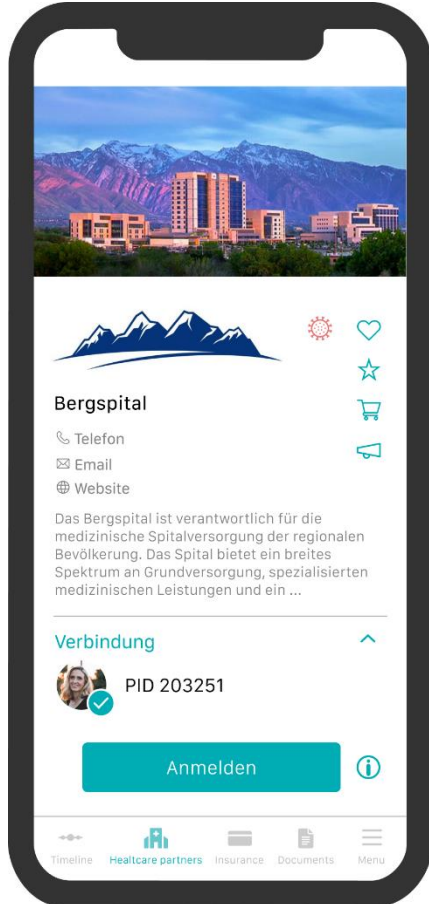 Bergspital
Telefon
Email
Website
Das Bergspital ist verantwortlich für die
medizinische Spitalversorgung der regionalen
Bevölkerung. Das Spital bietet ein breites
Spektrum an Grundversorgung, spezialisierten
medizinischen Leistungen und ein ...
Verbindung
PID 203251
Anmelden
Timeline Healtcare partners Insurance Documents Menu